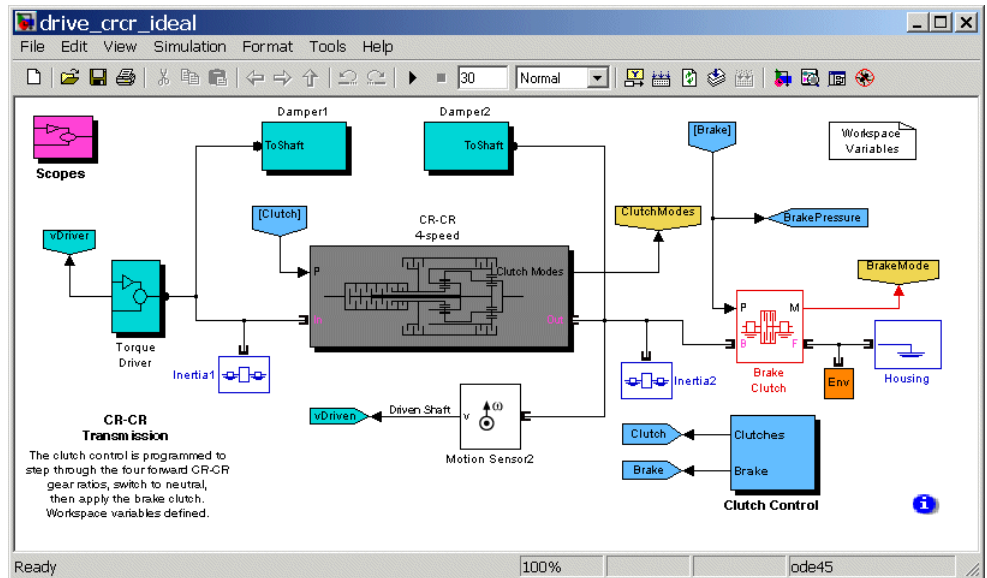 drive_crcr_ideal
File Edit View Simulation Format Tools Help
30 Normal
Damper1
Damper2
ToShaft
ToShaft
[Brake]
Workspace
Variables
Scopes
[Clutch]
CR-CR
4-speed
ClutchModes
BrakePressure
vDriver
P
Clutch Modes
BrakeMode
P M
In
Out
B F
Torque
Driver
Inertia1
Inertia2
Brake
Clutch
Env
Housing
vDriven
Driven Shaft
v
ω
Motion Sensor2
Clutch
Clutches
Brake
Brake
Clutch Control
CR-CR
Transmission
The clutch control is programmed to
step through the four forward CR-CR
gear ratios, switch to neutral,
then apply the brake clutch.
Workspace variables defined.
i
Ready 100% ode45